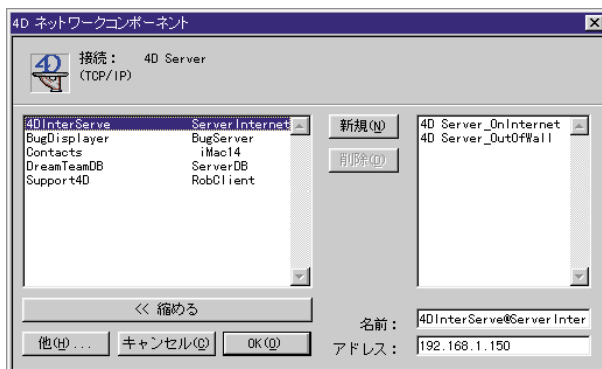 4D ネットワークコンポーネント
4D
接続： 4D Server
(TCP/IP)
4DInterServe ServerInternet
BugDisplayer BugServer
Contacts iMac14
DreamTeamDB ServerDB
Support4D RobClient
新規(N)
削除(D)
4D Server_OnInternet
4D Server_OutOfWall
<< 縮める
他(H)...
キャンセル(C)
OK(O)
名前：
4DInterServe@ServerInter
アドレス：
192.168.1.150